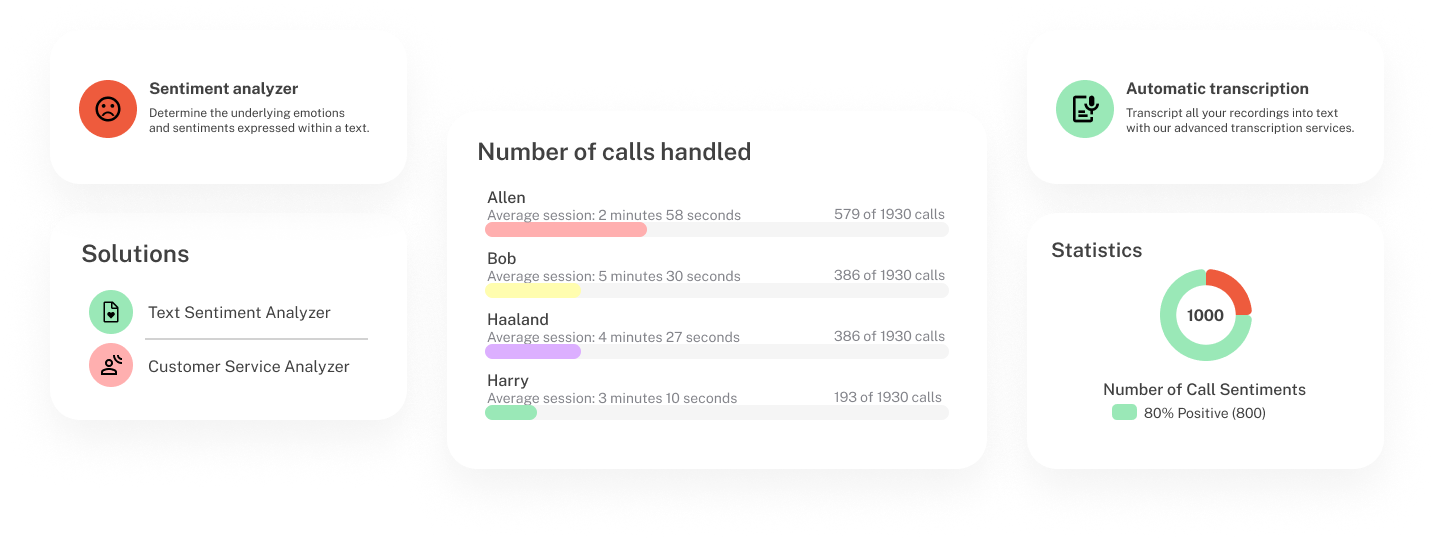 Sentiment analyzer
Determine the underlying emotions
and sentiments expressed within a text.
Solutions
Text Sentiment Analyzer
Customer Service Analyzer
Number of calls handled
Allen
Average session: 2 minutes 58 seconds
579 of 1930 calls
Bob
Average session: 5 minutes 30 seconds
386 of 1930 calls
Haaland
Average session: 4 minutes 27 seconds
386 of 1930 calls
Harry
Average session: 3 minutes 10 seconds
193 of 1930 calls
Automatic transcription
Transcript all your recordings into text
with our advanced transcription services.
Statistics
1000
Number of Call Sentiments
80% Positive (800)